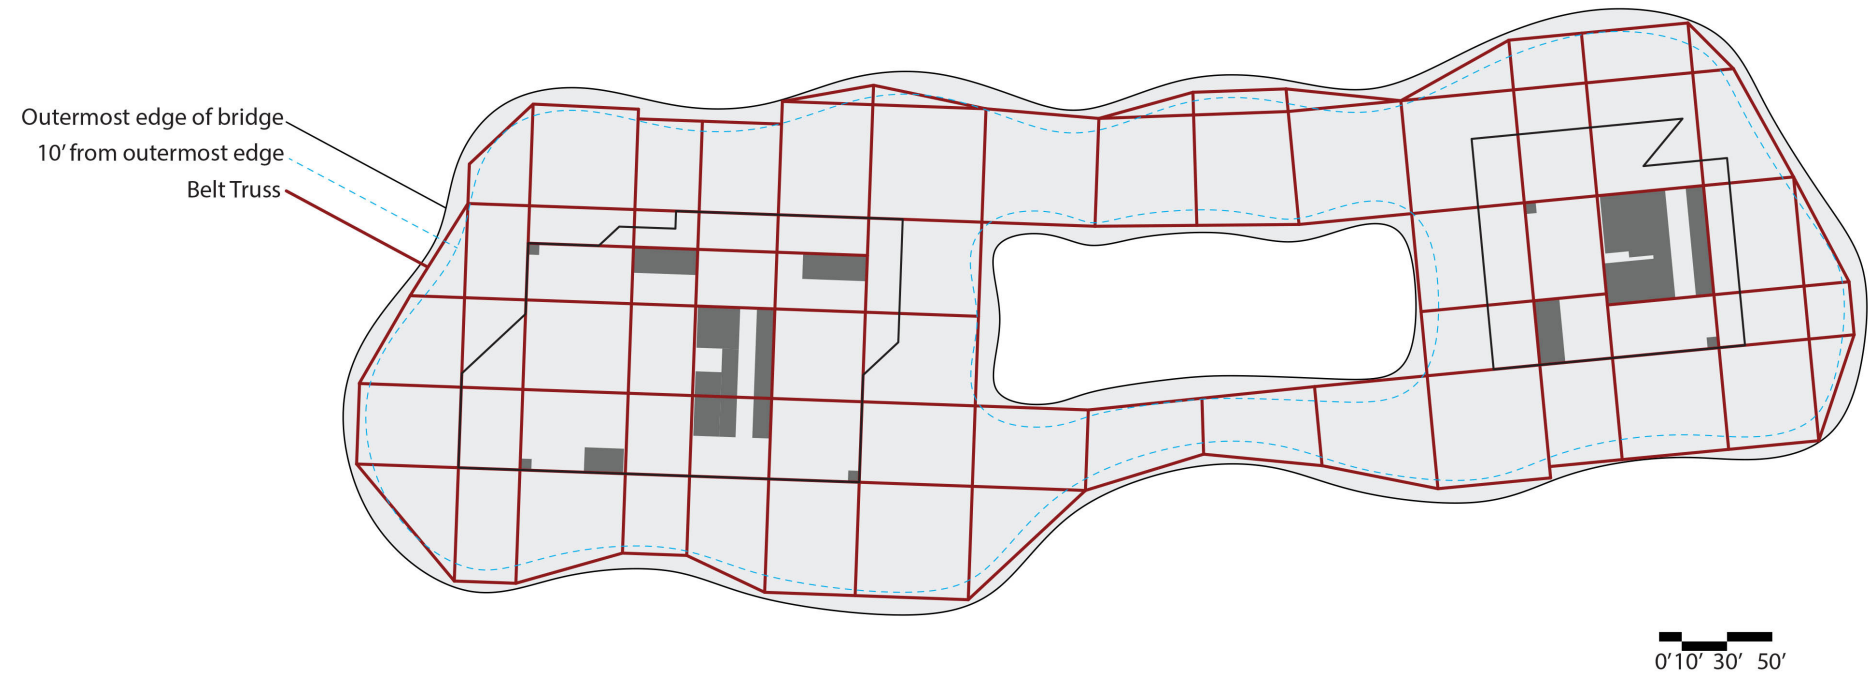 Outermost edge of bridge
10' from outermost edge
Belt Truss
0' 10' 30' 50'